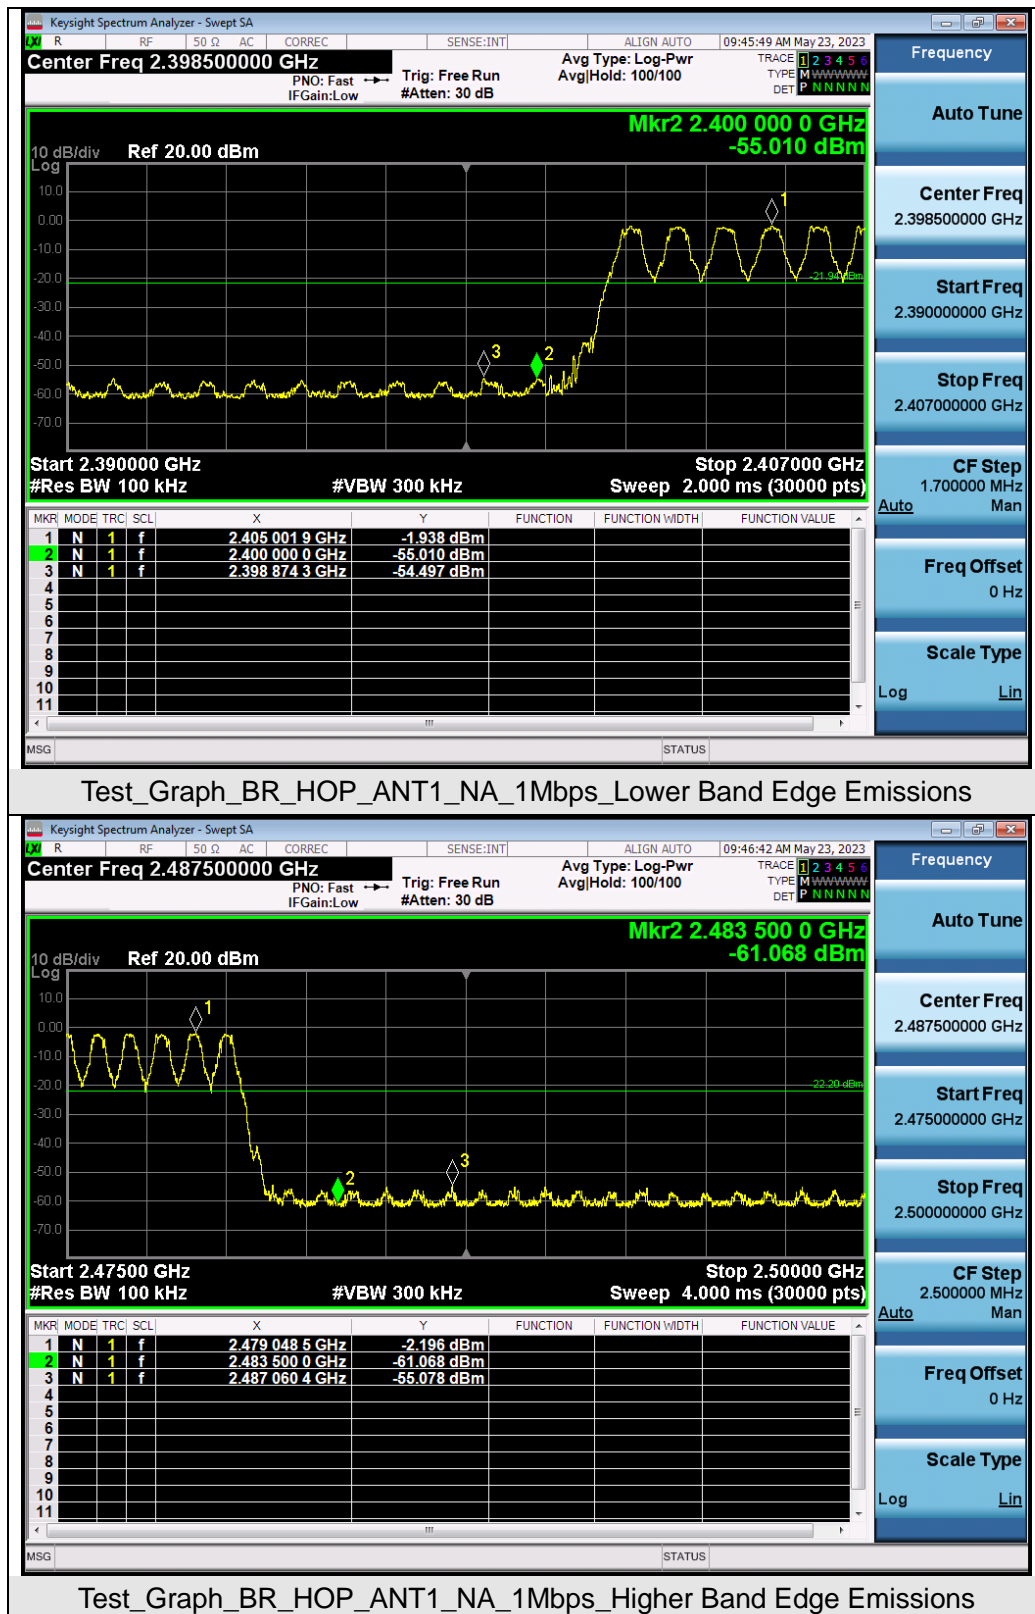 Keysight Spectrum Analyzer - Swept SA
LXI R RF 50 Ω AC CORREC SENSE:INT ALIGN AUTO 09:45:49 AM May 23, 2023
Center Freq 2.398500000 GHz
PNO: Fast
IFGain:Low
Trig: Free Run
#Atten: 30 dB
Avg Type: Log-Pwr
Avg|Hold: 100/100
TRACE 1 2 3 4 5 6
TYPE M WWWWW
DET P N N N N N
Mkr2 2.400 000 0 GHz
-55.010 dBm
10 dB/div Ref 20.00 dBm
Log
10.0
0.00
-10.0
-20.0
-30.0
-40.0
-50.0
-60.0
-70.0
1
2
3
-21.94 dBm
Start 2.390000 GHz Stop 2.407000 GHz
#Res BW 100 kHz #VBW 300 kHz Sweep 2.000 ms (30000 pts)
MKR MODE TRC SCL X Y FUNCTION FUNCTION WIDTH FUNCTION VALUE
1 N 1 f 2.405 001 9 GHz -1.938 dBm
2 N 1 f 2.400 000 0 GHz -55.010 dBm
3 N 1 f 2.398 874 3 GHz -54.497 dBm
4
5
6
7
8
9
10
11
MSG STATUS
Frequency
Auto Tune
Center Freq
2.398500000 GHz
Start Freq
2.390000000 GHz
Stop Freq
2.407000000 GHz
CF Step
1.700000 MHz
Auto Man
Freq Offset
0 Hz
Scale Type
Log Lin
Test_Graph_BR_HOP_ANT1_NA_1Mbps_Lower Band Edge Emissions
Keysight Spectrum Analyzer - Swept SA
LXI R RF 50 Ω AC CORREC SENSE:INT ALIGN AUTO 09:46:42 AM May 23, 2023
Center Freq 2.487500000 GHz
PNO: Fast
IFGain:Low
Trig: Free Run
#Atten: 30 dB
Avg Type: Log-Pwr
Avg|Hold: 100/100
TRACE 1 2 3 4 5 6
TYPE M WWWWW
DET P N N N N N
Mkr2 2.483 500 0 GHz
-61.068 dBm
10 dB/div Ref 20.00 dBm
Log
10.0
0.00
-10.0
-20.0
-30.0
-40.0
-50.0
-60.0
-70.0
1
2
3
-22.20 dBm
Start 2.47500 GHz Stop 2.50000 GHz
#Res BW 100 kHz #VBW 300 kHz Sweep 4.000 ms (30000 pts)
MKR MODE TRC SCL X Y FUNCTION FUNCTION WIDTH FUNCTION VALUE
1 N 1 f 2.479 048 5 GHz -2.196 dBm
2 N 1 f 2.483 500 0 GHz -61.068 dBm
3 N 1 f 2.487 060 4 GHz -55.078 dBm
4
5
6
7
8
9
10
11
MSG STATUS
Frequency
Auto Tune
Center Freq
2.487500000 GHz
Start Freq
2.475000000 GHz
Stop Freq
2.500000000 GHz
CF Step
2.500000 MHz
Auto Man
Freq Offset
0 Hz
Scale Type
Log Lin
Test_Graph_BR_HOP_ANT1_NA_1Mbps_Higher Band Edge Emissions